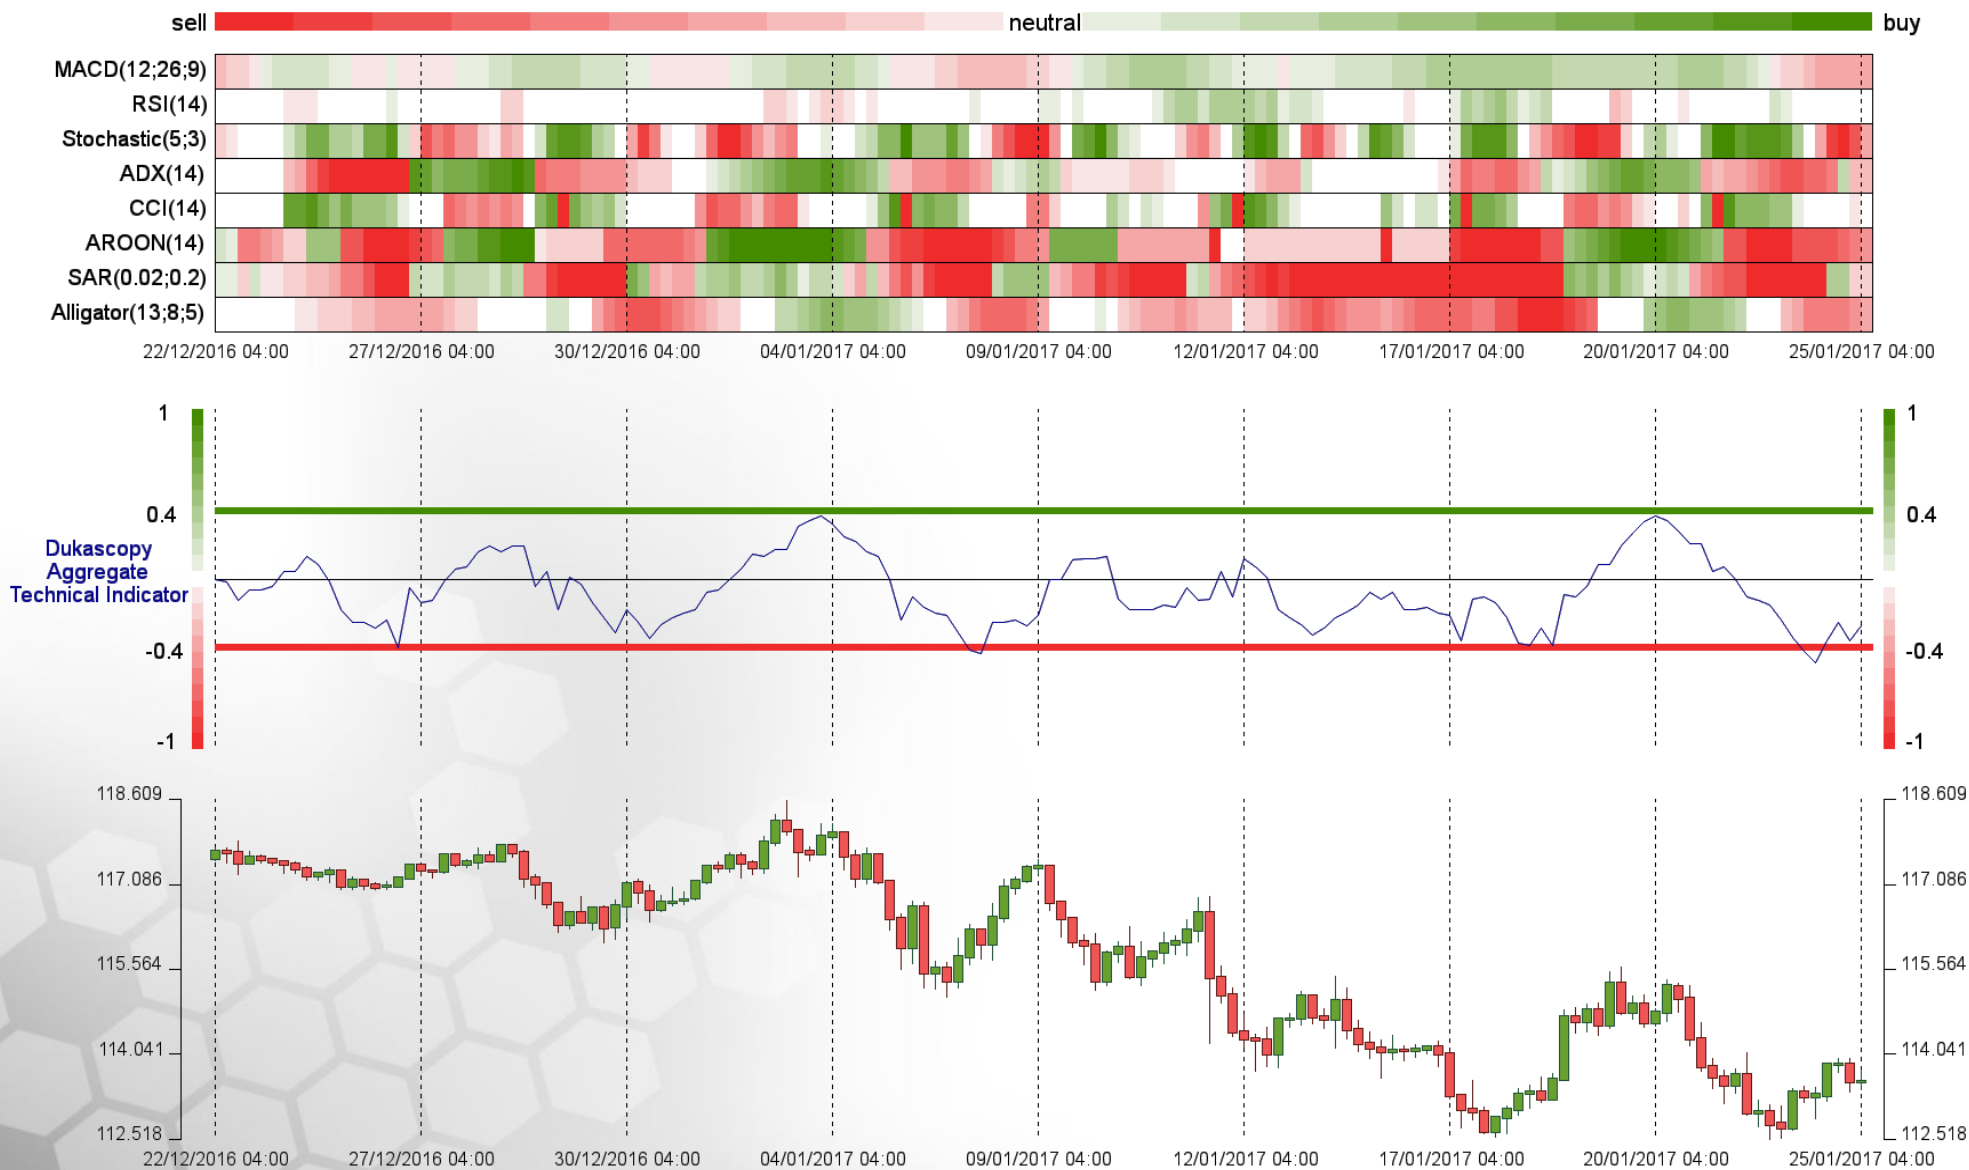 sell neutral buy
MACD(12;26;9)
RSI(14)
Stochastic(5;3)
ADX(14)
CCI(14)
AROON(14)
SAR(0.02;0.2)
Alligator(13;8;5)
22/12/2016 04:00 27/12/2016 04:00 30/12/2016 04:00 04/01/2017 04:00 09/01/2017 04:00 12/01/2017 04:00 17/01/2017 04:00 20/01/2017 04:00 25/01/2017 04:00
1 1
0.4 0.4
Dukascopy
Aggregate
Technical Indicator
-0.4 -0.4
-1 -1
118.609 118.609
117.086 117.086
115.564 115.564
114.041 114.041
112.518 112.518
22/12/2016 04:00 27/12/2016 04:00 30/12/2016 04:00 04/01/2017 04:00 09/01/2017 04:00 12/01/2017 04:00 17/01/2017 04:00 20/01/2017 04:00 25/01/2017 04:00